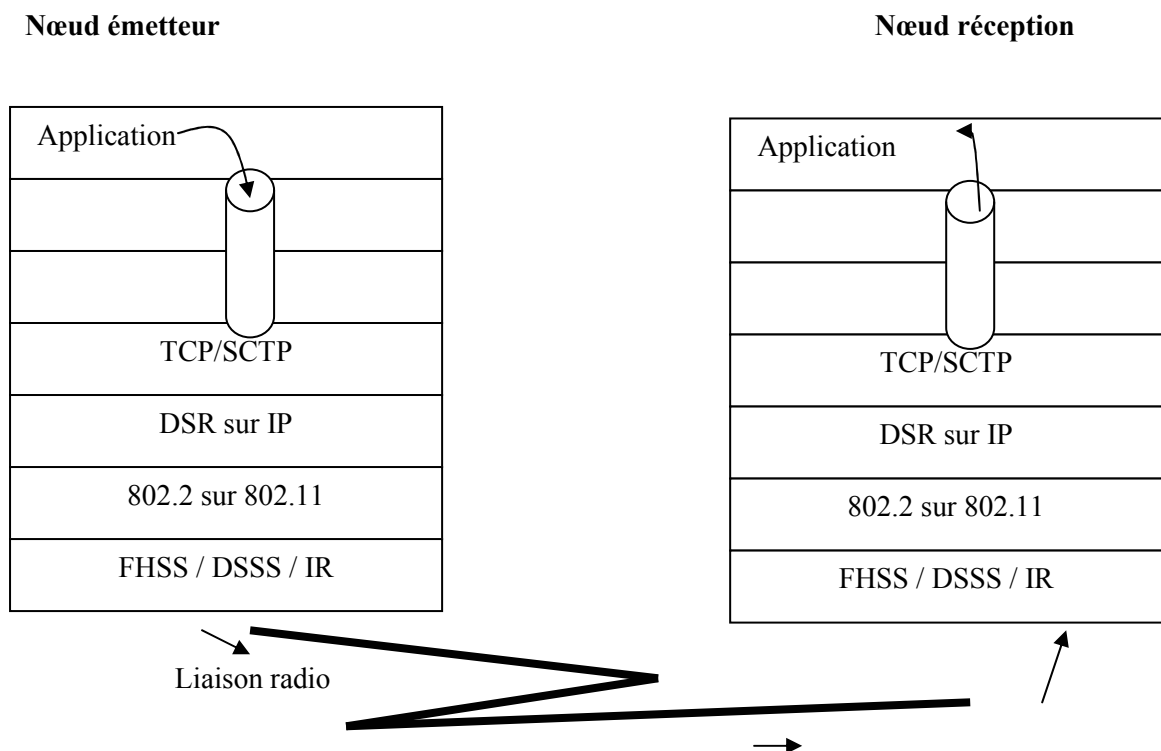 Nœud émetteur
Nœud réception
Application
TCP/SCTP
DSR sur IP
802.2 sur 802.11
FHSS / DSSS / IR
Application
TCP/SCTP
DSR sur IP
802.2 sur 802.11
FHSS / DSSS / IR
Liaison radio